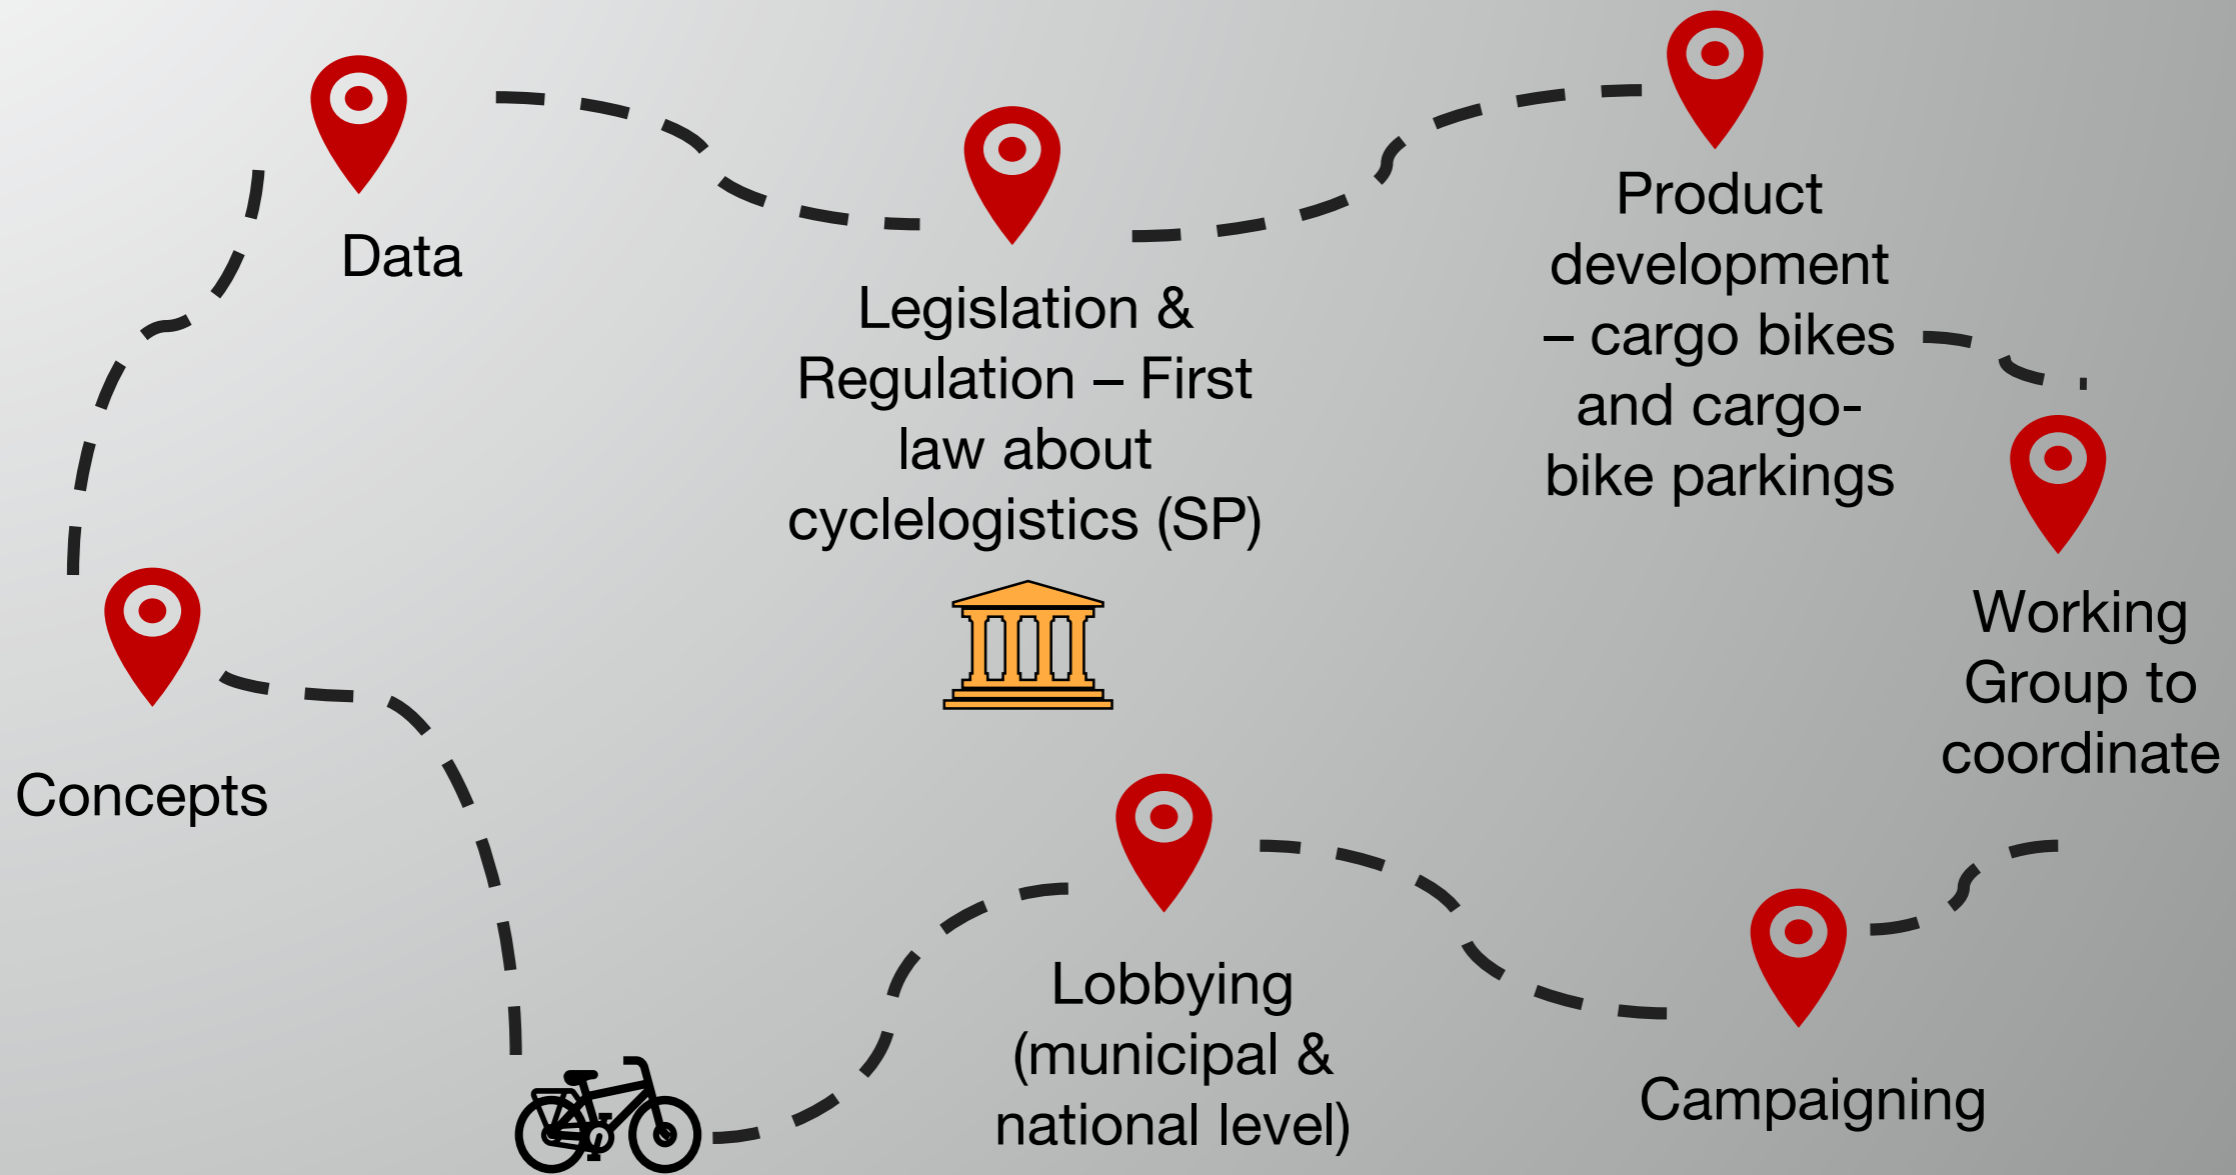 Data
Legislation &
Regulation – First
law about
cyclelogistics (SP)
Product
development
– cargo bikes
and cargo-
bike parkings
Working
Group to
coordinate
Concepts
Lobbying
(municipal &
national level)
Campaigning